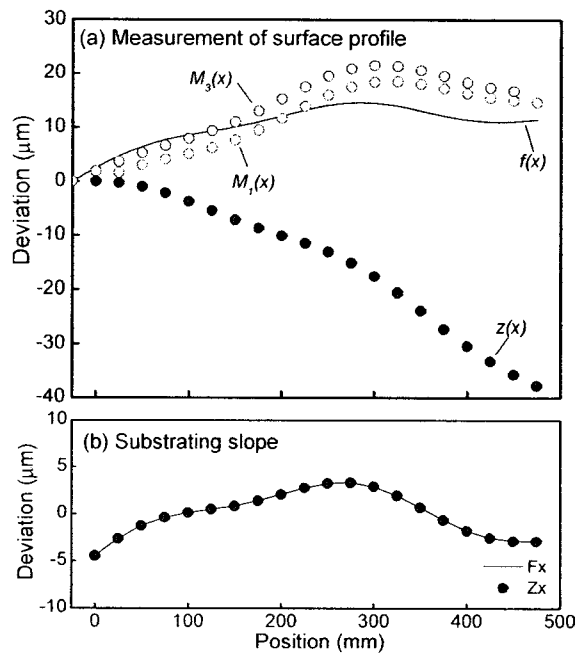 (a) Measurement of surface profile
30
20
10
0
-10
-20
-30
-40
Deviation (μm)
M3(x)
M1(x)
f(x)
z(x)
(b) Substrating slope
10
5
0
-5
-10
Deviation (μm)
Fx
Zx
0 100 200 300 400 500
Position (mm)